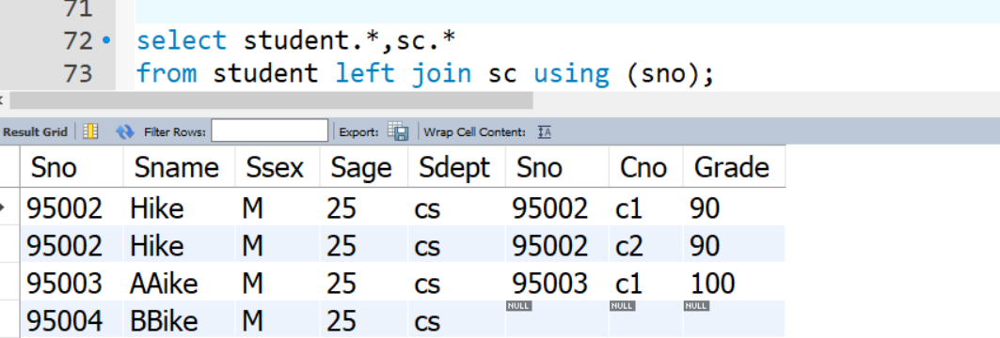 71
72 select student.*,sc.*
73 from student left join sc using (sno);
Result Grid Filter Rows: Export: Wrap Cell Content: IA
Sno Sname Ssex Sage Sdept Sno Cno Grade
95002 Hike M 25 cs 95002 c1 90
95002 Hike M 25 cs 95002 c2 90
95003 AAike M 25 cs 95003 c1 100
95004 BBike M 25 cs NULL NULL NULL